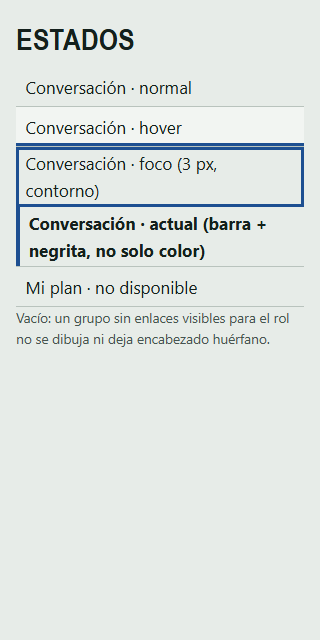 ESTADOS
Conversación · normal
Conversación · hover
Conversación · foco (3 px,
contorno)
Conversación · actual (barra +
negrita, no solo color)
Mi plan · no disponible
Vacío: un grupo sin enlaces visibles para el rol
no se dibuja ni deja encabezado huérfano.